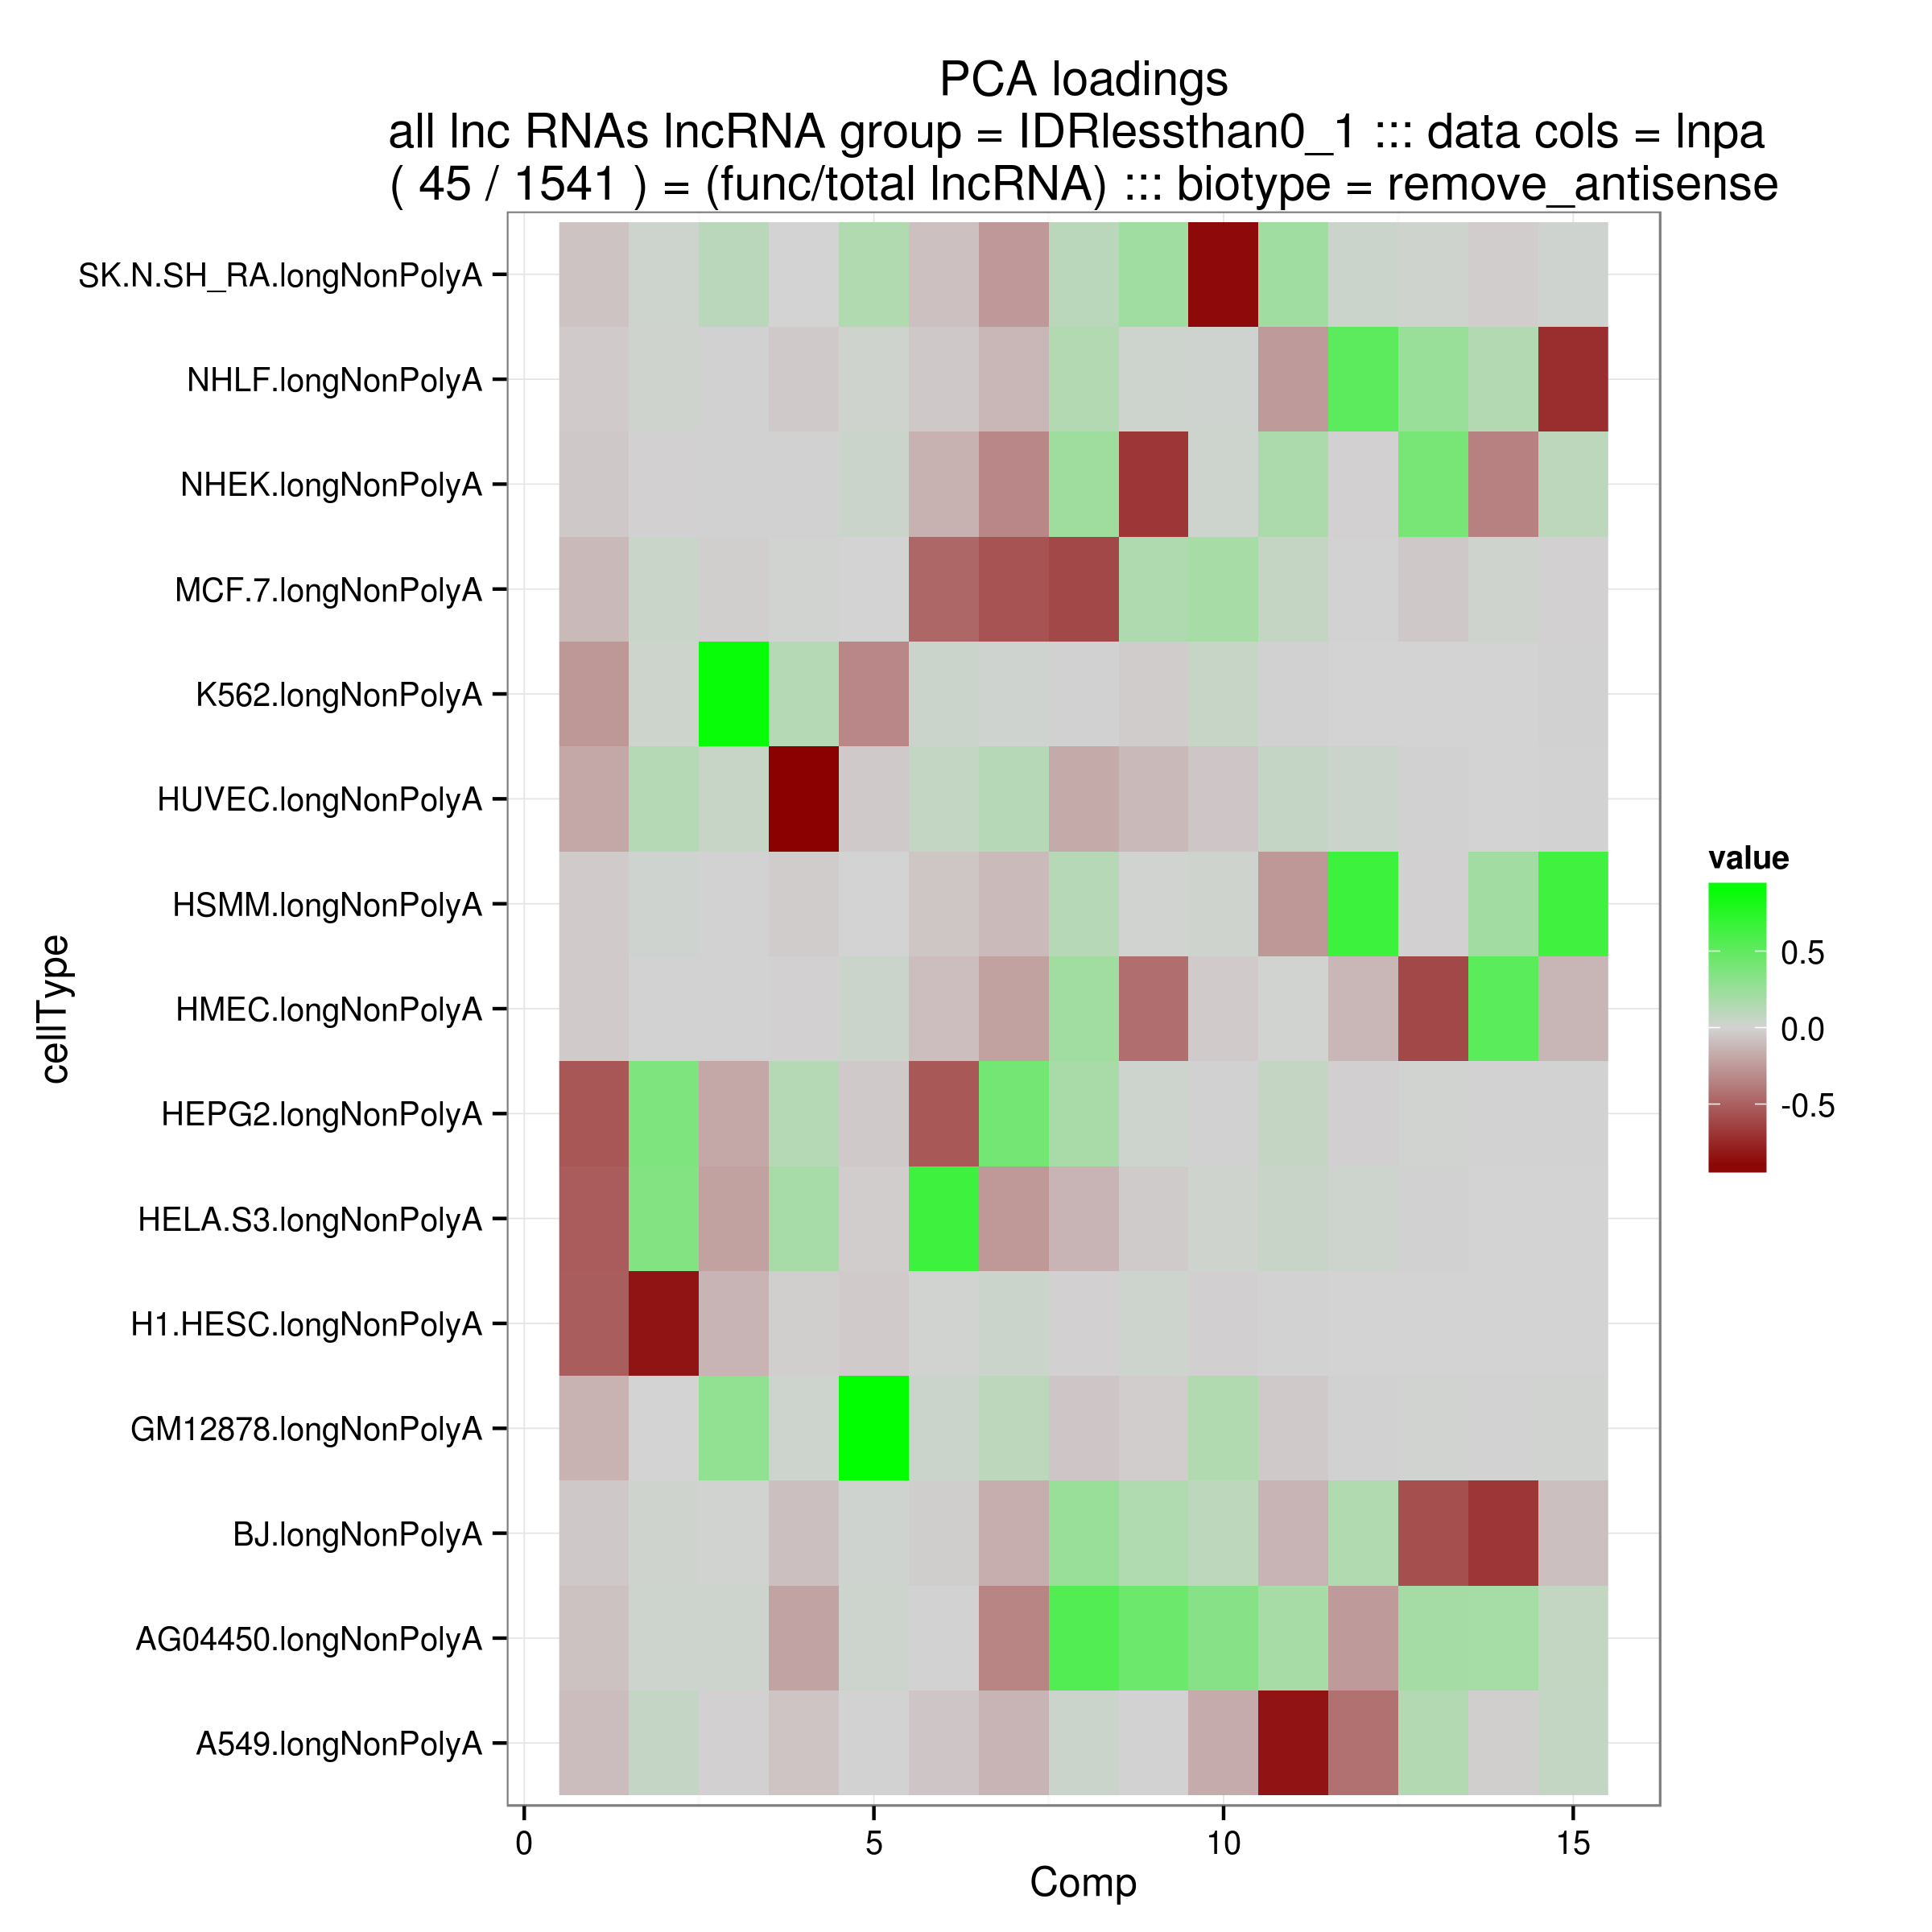 PCA loadings
all lnc RNAs lncRNA group = IDRlessthan0_1 ::: data cols = lnpa
( 45 / 1541 ) = (func/total lncRNA) ::: biotype = remove_antisense
SK.N.SH_RA.longNonPolyA
NHLF.longNonPolyA
NHEK.longNonPolyA
MCF.7.longNonPolyA
K562.longNonPolyA
HUVEC.longNonPolyA
HSMM.longNonPolyA
HMEC.longNonPolyA
HEPG2.longNonPolyA
HELA.S3.longNonPolyA
H1.HESC.longNonPolyA
GM12878.longNonPolyA
BJ.longNonPolyA
AG04450.longNonPolyA
A549.longNonPolyA
cellType
0
5
10
15
Comp
value
0.5
0.0
-0.5